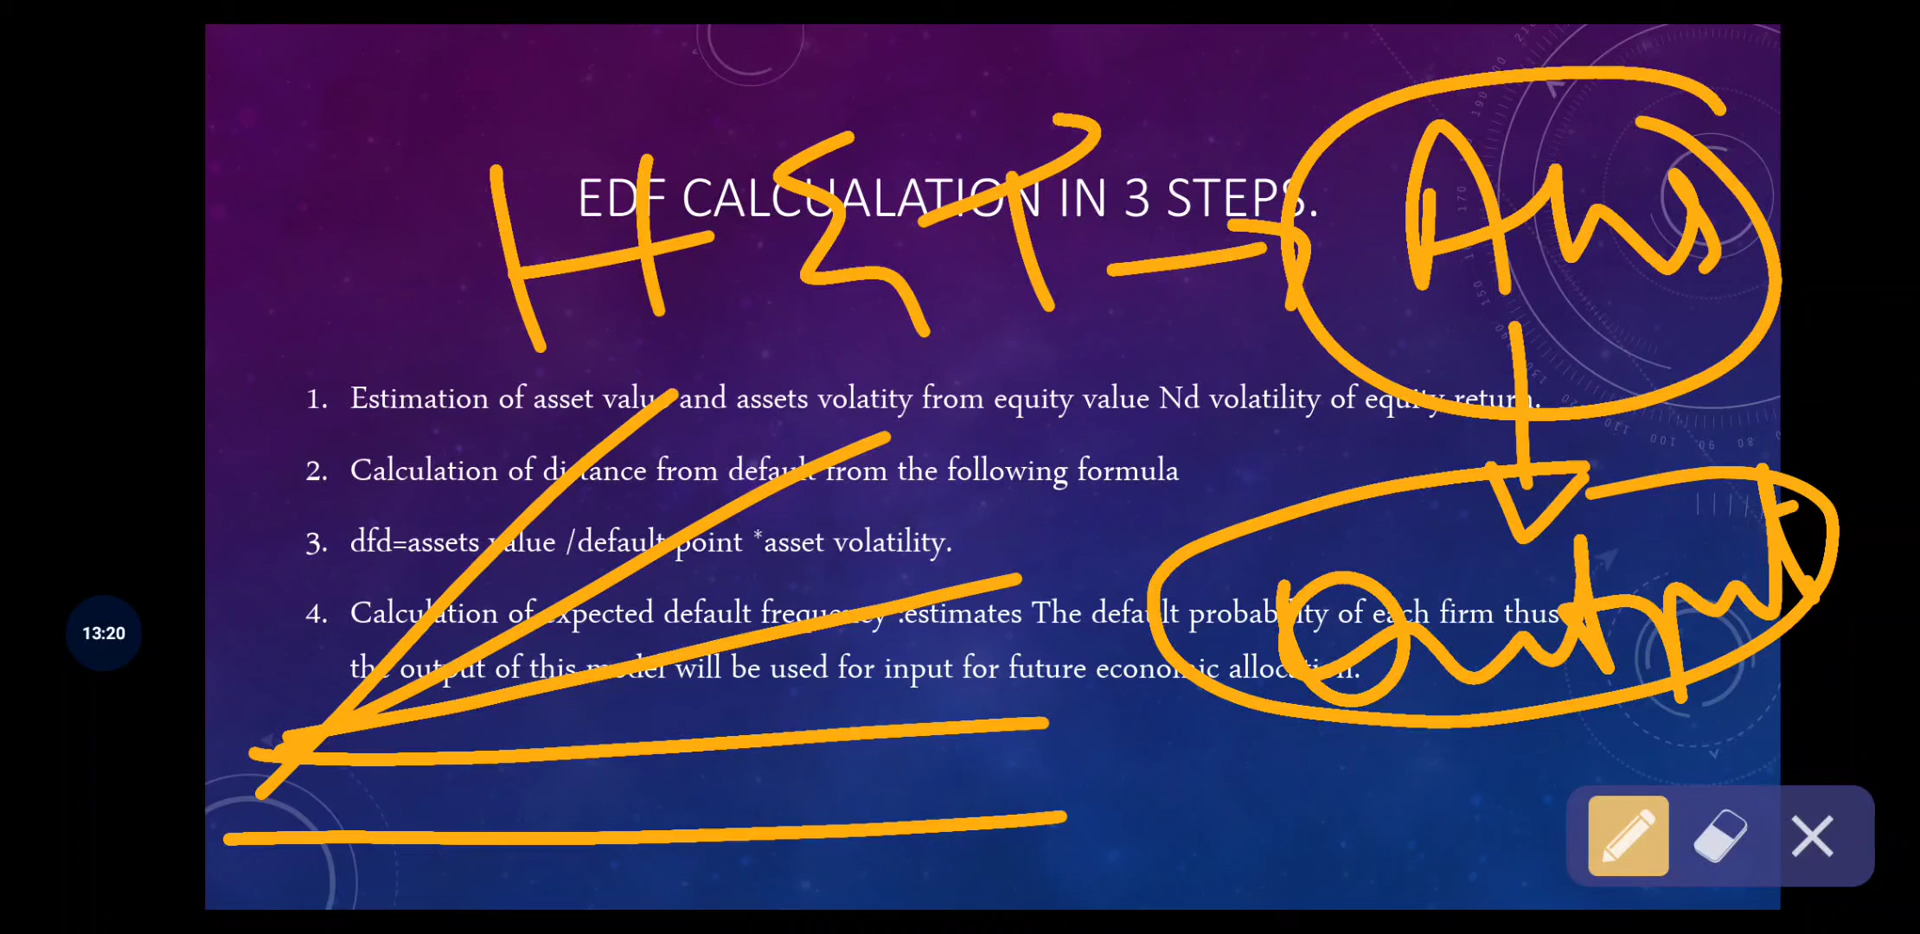 EDF CALCUALATION IN 3 STEPS.
H & T → Ans
1. Estimation of asset value and assets volatity from equity value Nd volatility of equity return.
2. Calculation of distance from default from the following formula
3. dfd=assets value /default point *asset volatility.
4. Calculation of expected default frequency .estimates The default probability of each firm thus
the output of this model will be used for input for future economic allocation.
output
13:20